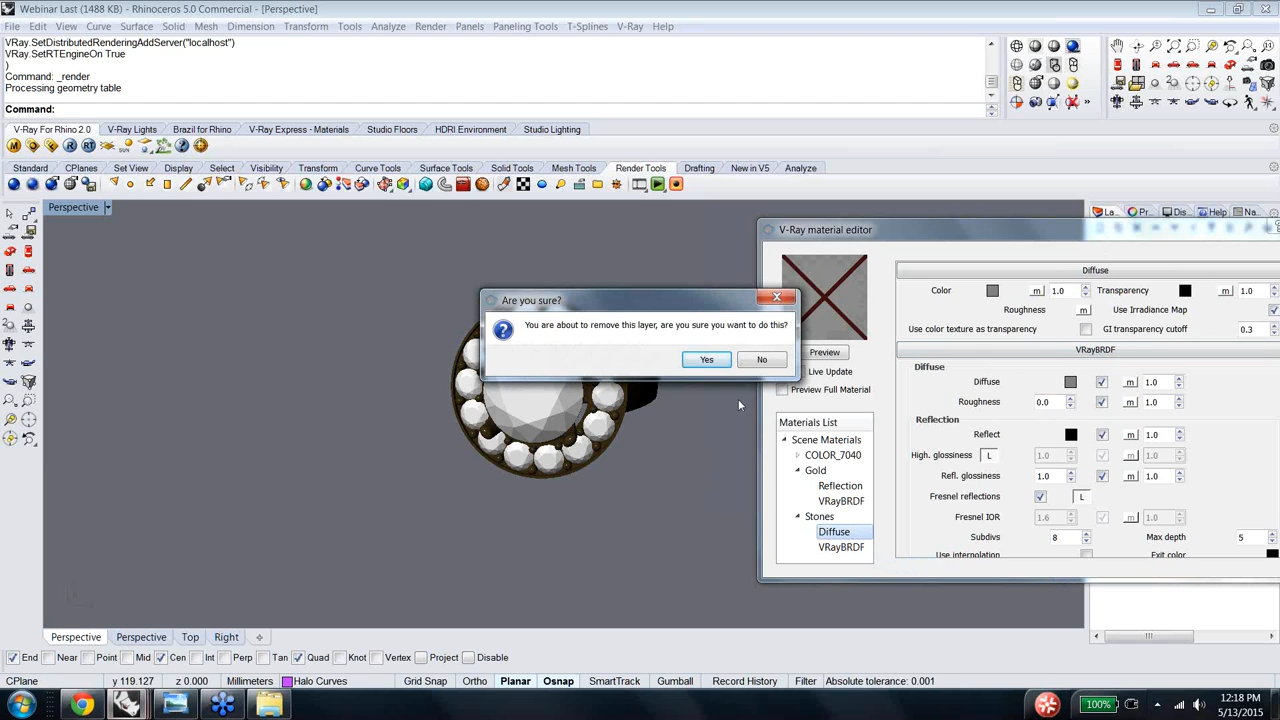 Webinar Last (1488 KB) - Rhinoceros 5.0 Commercial - [Perspective]
File Edit View Curve Surface Solid Mesh Dimension Transform Tools Analyze Render Panels Paneling Tools T-Splines V-Ray Help
VRay.SetDistributedRenderingAddServer("localhost")
VRay.SetRTEngineOn True
)
Command: _render
Processing geometry table
Command:
V-Ray For Rhino 2.0 V-Ray Lights Brazil for Rhino V-Ray Express - Materials Studio Floors HDRI Environment Studio Lighting
Standard CPlanes Set View Display Select Visibility Transform Curve Tools Surface Tools Solid Tools Mesh Tools Render Tools Drafting New in V5 Analyze
Perspective
La... Pr... Dis... Help Na...
V-Ray material editor
Diffuse
Color m 1.0 Transparency m 1.0
Roughness m Use Irradiance Map
Use color texture as transparency GI transparency cutoff 0.3
Are you sure?
You are about to remove this layer, are you sure you want to do this?
Yes No
Preview
Live Update
Preview Full Material
VRayBRDF
Diffuse
Diffuse m 1.0
Roughness 0.0 m 1.0
Reflection
Reflect m 1.0
High. glossiness L 1.0 m 1.0
Refl. glossiness 1.0 m 1.0
Fresnel reflections L
Fresnel IOR 1.6 m 1.0
Subdivs 8 Max depth 5
Use interpolation Exit color
Materials List
Scene Materials
COLOR_7040
Gold
Reflection
VRayBRDF
Stones
Diffuse
VRayBRDF
Perspective Perspective Top Right
End Near Point Mid Cen Int Perp Tan Quad Knot Vertex Project Disable
CPlane y 119.127 z 0.000 Millimeters Halo Curves Grid Snap Ortho Planar Osnap SmartTrack Gumball Record History Filter Absolute tolerance: 0.001
100% 12:18 PM
5/13/2015